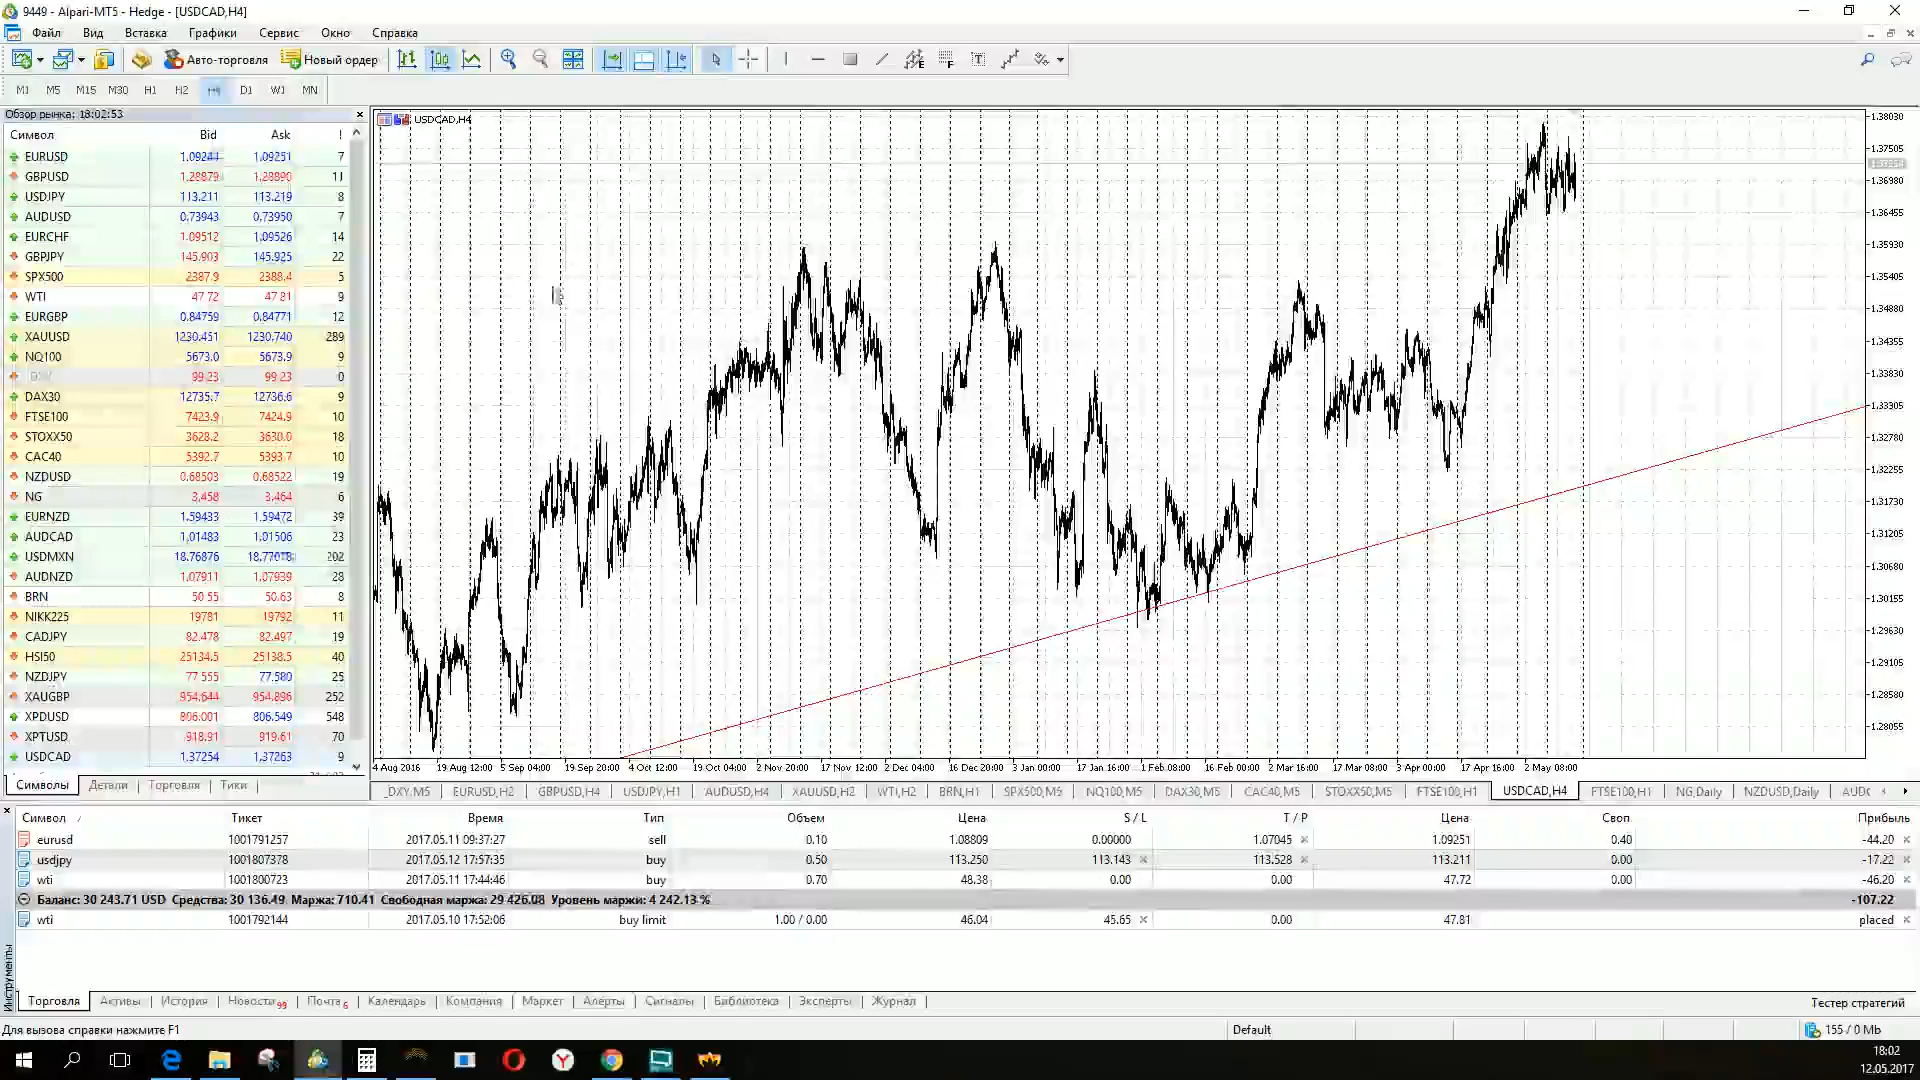 9449 - Alpari-MT5 - Hedge - [USDCAD,H4]
Файл Вид Вставка Графики Сервис Окно Справка
Авто-торговля Новый ордер
M1 M5 M15 M30 H1 H2 H4 D1 W1 MN
Обзор рынка: 18:02:53
Символ Bid Ask !
EURUSD 1.09244 1.09251 7
GBPUSD 1.28879 1.28890 11
USDJPY 113.211 113.219 8
AUDUSD 0.73943 0.73950 7
EURCHF 1.09512 1.09526 14
GBPJPY 145.903 145.925 22
SPX500 2387.9 2388.4 5
WTI 47.72 47.81 9
EURGBP 0.84759 0.84771 12
XAUUSD 1230.451 1230.740 289
NQ100 5673.0 5673.9 9
99.23 99.23 0
DAX30 12735.7 12736.6 9
FTSE100 7423.9 7424.9 10
STOXX50 3628.2 3630.0 18
CAC40 5392.7 5393.7 10
NZDUSD 0.68503 0.68522 19
NG 3.458 3.464 6
EURNZD 1.59433 1.59472 39
AUDCAD 1.01483 1.01506 23
USDMXN 18.76876 202
AUDNZD 1.07911 1.07939 28
BRN 50.55 50.63 8
NIKK225 19781 19792 11
CADJPY 82.478 82.497 19
HSI50 25134.5 25138.5 40
NZDJPY 77.555 77.580 25
XAUGBP 954.644 954.896 252
XPDUSD 806.001 806.549 548
XPTUSD 918.91 919.61 70
USDCAD 1.37254 1.37263 9
Символы Детали Торговля Тики
USDCAD,H4
1.38030
1.37505
1.37254
1.36980
1.36455
1.35930
1.35405
1.34880
1.34355
1.33830
1.33305
1.32780
1.32255
1.31730
1.31205
1.30680
1.30155
1.29630
1.29105
1.28580
1.28055
4 Aug 2016 19 Aug 12:00 5 Sep 04:00 19 Sep 20:00 4 Oct 12:00 19 Oct 04:00 2 Nov 20:00 17 Nov 12:00 2 Dec 04:00 16 Dec 20:00 3 Jan 00:00 17 Jan 16:00 1 Feb 08:00 16 Feb 00:00 2 Mar 16:00 17 Mar 08:00 3 Apr 00:00 17 Apr 16:00 2 May 08:00
_DXY,M5 EURUSD,H2 GBPUSD,H4 USDJPY,H1 AUDUSD,H4 XAUUSD,H2 WTI,H2 BRN,H1 SPX500,M5 NQ100,M5 DAX30,M5 CAC40,M5 STOXX50,M5 FTSE100,H1 USDCAD,H4 FTSE100,H1 NG,Daily NZDUSD,Daily AUDC
Символ Тикет Время Тип Объем Цена S / L T / P Цена Своп Прибыль
eurusd 1001791257 2017.05.11 09:37:27 sell 0.10 1.08809 0.00000 1.07045 1.09251 0.40 -44.20
usdjpy 1001807378 2017.05.12 17:57:35 buy 0.50 113.250 113.143 113.528 113.211 0.00 -17.22
wti 1001800723 2017.05.11 17:44:46 buy 0.70 48.38 0.00 0.00 47.72 0.00 -46.20
Баланс: 30 243.71 USD Средства: 30 136.49 Маржа: 710.41 Свободная маржа: 29 426.08 Уровень маржи: 4 242.13 % -107.22
wti 1001792144 2017.05.10 17:52:06 buy limit 1.00 / 0.00 46.04 45.65 0.00 47.81 placed
Инструменты
Торговля Активы История Новости 99 Почта 6 Календарь Компания Маркет Алерты Сигналы Библиотека Эксперты Журнал
Тестер стратегий
Для вызова справки нажмите F1 Default 155 / 0 Mb
18:02
12.05.2017